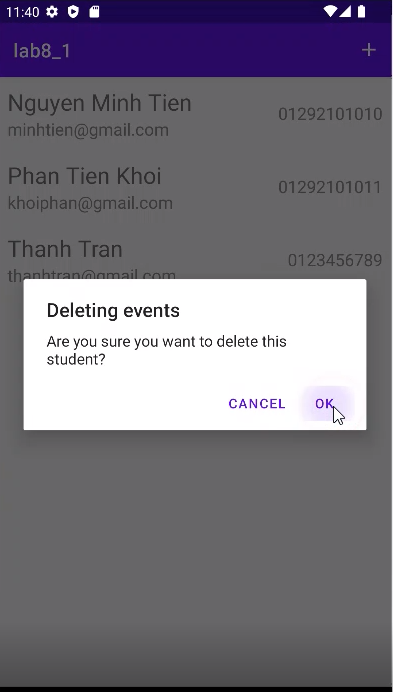 11:40
lab8_1 +
Nguyen Minh Tien 01292101010
minhtien@gmail.com
Phan Tien Khoi 01292101011
khoiphan@gmail.com
Thanh Tran 0123456789
thanhtran@gmail.com
Deleting events
Are you sure you want to delete this
student?
CANCEL OK